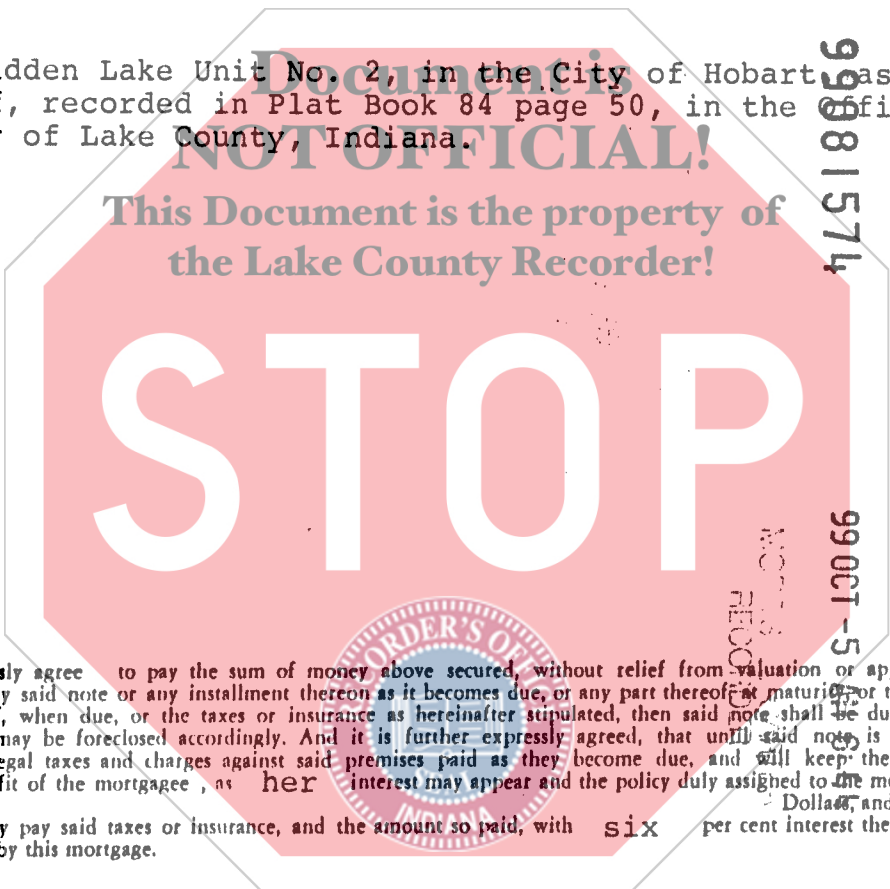 dden Lake Unit No. 2, in the City of Hobart, as
, recorded in Plat Book 84 page 50, in the Offi
of Lake County, Indiana.
Document is
NOT OFFICIAL!
This Document is the property of
the Lake County Recorder!
STOP
99081574
99 OCT -5
RECORDER'S OFFICE
SEAL
INDIANA
sly agree to pay the sum of money above secured, without relief from valuation or ap
y said note or any installment thereon as it becomes due, or any part thereof, at maturity, or t
, when due, or the taxes or insurance as hereinafter stipulated, then said note shall be du
may be foreclosed accordingly. And it is further expressly agreed, that until said note is
egal taxes and charges against said premises paid as they become due, and will keep the
fit of the mortgagee, as her interest may appear and the policy duly assigned to the mo
Dollars, and
y pay said taxes or insurance, and the amount so paid, with six per cent interest the
by this mortgage.